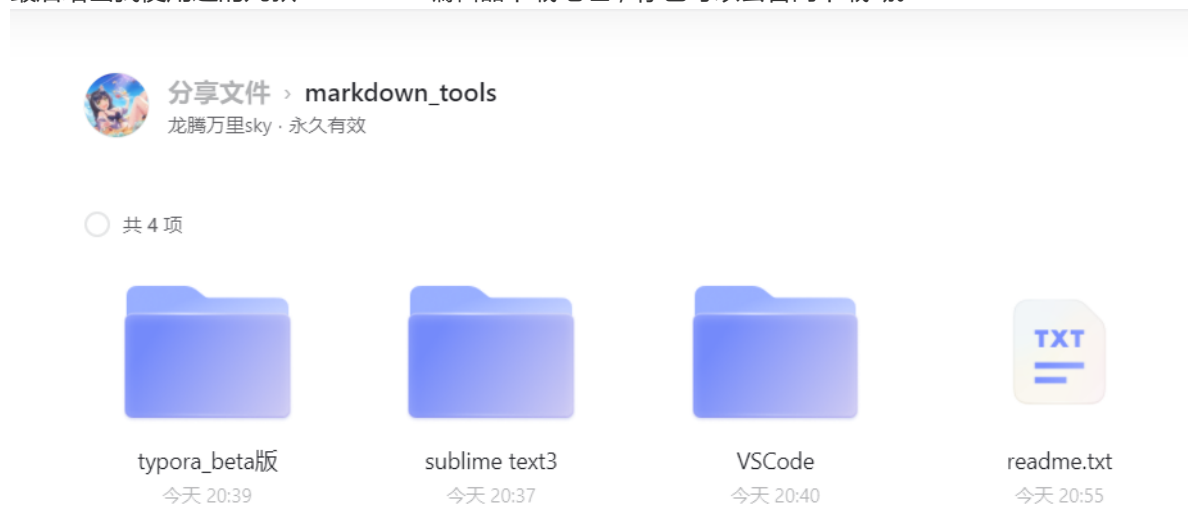 分享文件 › markdown_tools
龙腾万里sky · 永久有效
共 4 项
TXT
typora_beta版 sublime text3 VSCode readme.txt
今天 20:39 今天 20:37 今天 20:40 今天 20:55